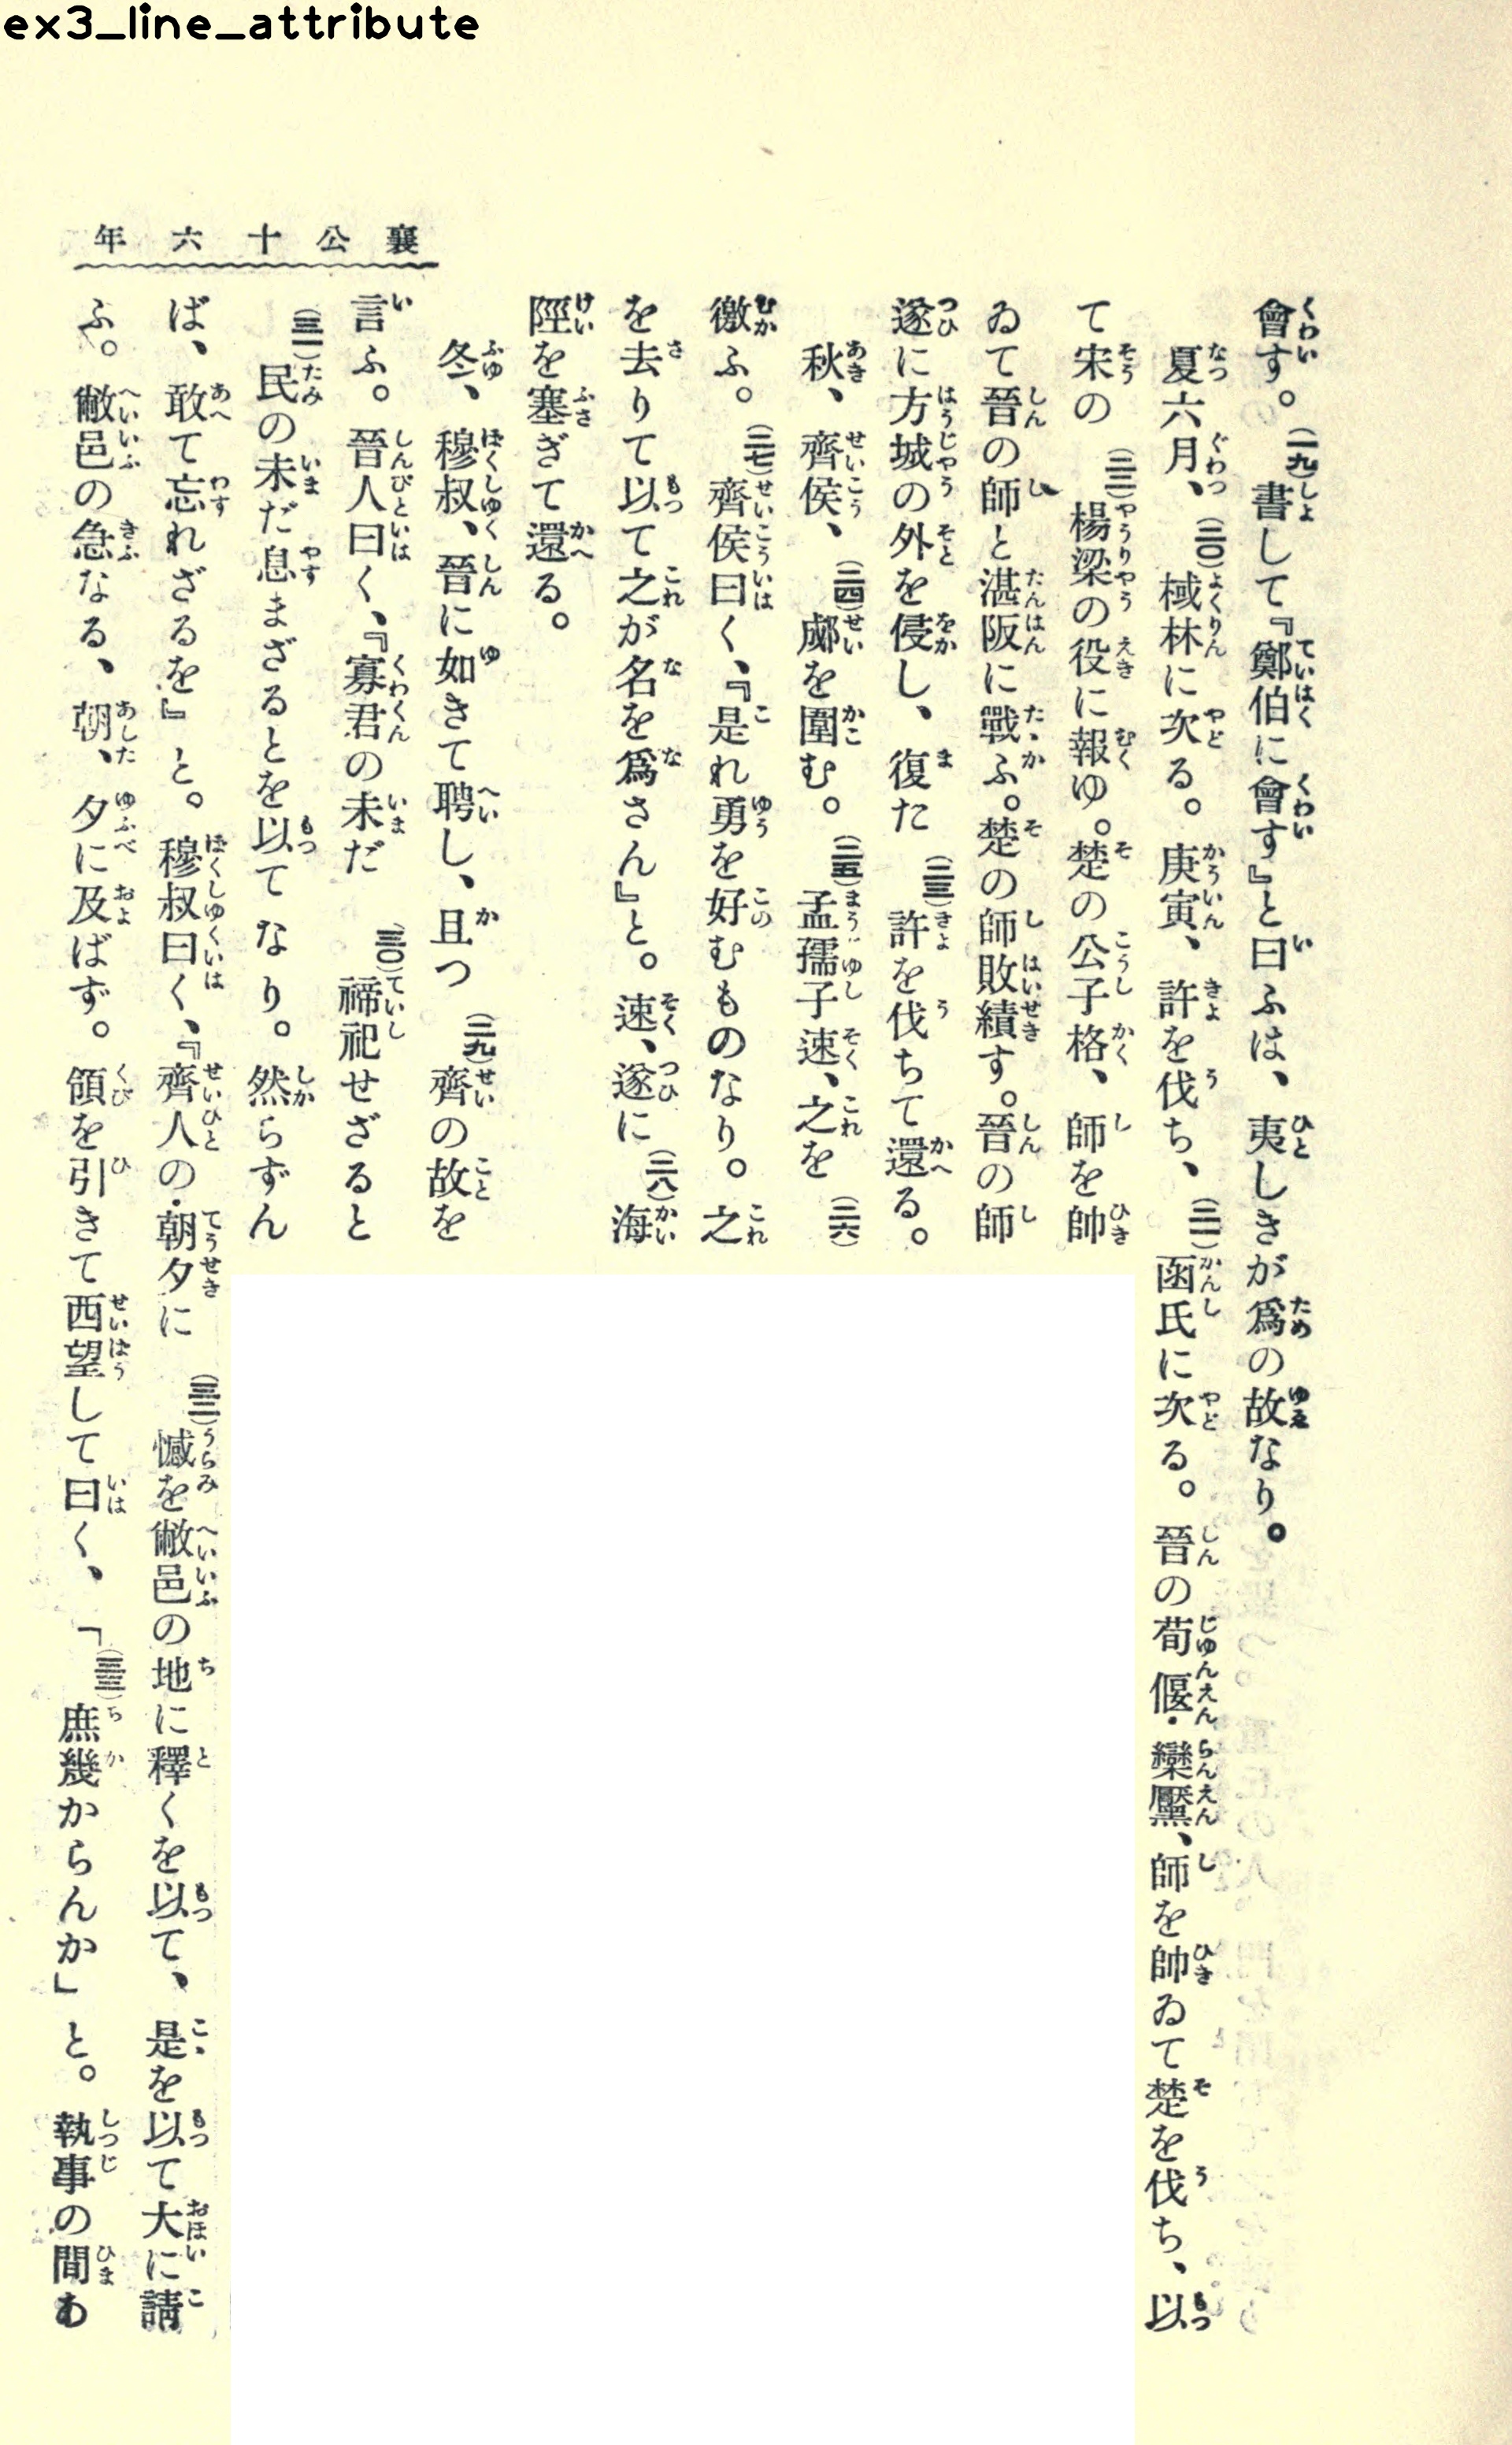 ex3_line_attribute
襄公十六年
會す。(一九)書して『鄭伯に會す』と曰ふは、夷しきが爲の故なり。
夏六月、(二〇)棫林に次る。庚寅、許を伐ち、(二一)函氏に次る。晉の荀偃・欒黶、師を帥ゐて楚を伐ち、以
て宋の(二二)楊梁の役に報ゆ。楚の公子格、師を帥
ゐて晉の師と湛阪に戰ふ。楚の師敗績す。晉の師
遂に方城の外を侵し、復た(二三)許を伐ちて還る。
秋、齊侯、(二四)郕を圍む。(二五)孟孺子速、之を(二六)
徼ふ。(二七)齊侯曰く、『是れ勇を好むものなり。之
を去りて以て之が名を爲さん』と。速、遂に(二八)海
陘を塞ぎて還る。
冬、穆叔、晉に如きて聘し、且つ(二九)齊の故を
言ふ。晉人曰く、『寡君の未だ(三〇)禘祀せざると
(三一)民の未だ息まざるとを以てなり。然らずん
ば、敢て忘れざるを』と。穆叔曰く、『齊人の・朝夕に(三二)憾を敝邑の地に釋くを以て、是を以て大に請
ふ。敝邑の急なる、朝、夕に及ばず。領を引きて西望して曰く、「(三三)庶幾からんか」と。執事の間あ